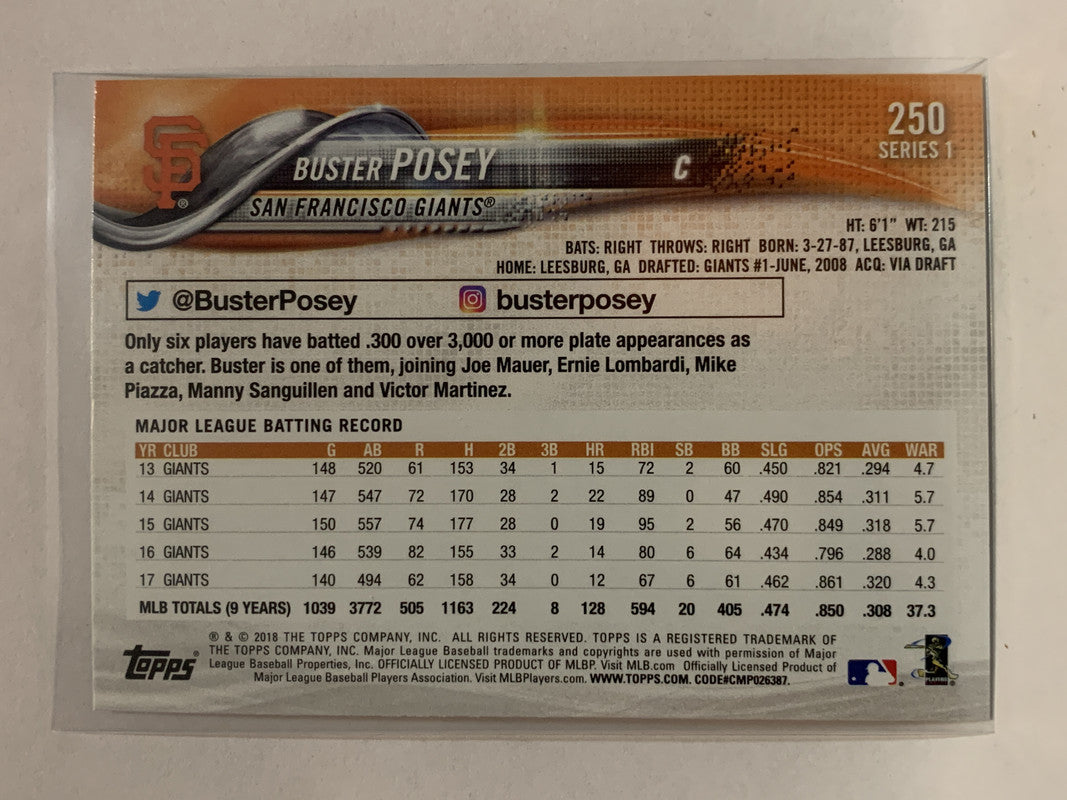 SF®
250
SERIES 1
BUSTER POSEY C
SAN FRANCISCO GIANTS®
HT: 6'1" WT: 215
BATS: RIGHT THROWS: RIGHT BORN: 3-27-87, LEESBURG, GA
HOME: LEESBURG, GA DRAFTED: GIANTS #1-JUNE, 2008 ACQ: VIA DRAFT
@BusterPosey busterposey
Only six players have batted .300 over 3,000 or more plate appearances as
a catcher. Buster is one of them, joining Joe Mauer, Ernie Lombardi, Mike
Piazza, Manny Sanguillen and Victor Martinez.
MAJOR LEAGUE BATTING RECORD
YR CLUB G AB R H 2B 3B HR RBI SB BB SLG OPS AVG WAR
13 GIANTS 148 520 61 153 34 1 15 72 2 60 .450 .821 .294 4.7
14 GIANTS 147 547 72 170 28 2 22 89 0 47 .490 .854 .311 5.7
15 GIANTS 150 557 74 177 28 0 19 95 2 56 .470 .849 .318 5.7
16 GIANTS 146 539 82 155 33 2 14 80 6 64 .434 .796 .288 4.0
17 GIANTS 140 494 62 158 34 0 12 67 6 61 .462 .861 .320 4.3
MLB TOTALS (9 YEARS) 1039 3772 505 1163 224 8 128 594 20 405 .474 .850 .308 37.3
topps®
® & © 2018 THE TOPPS COMPANY, INC. ALL RIGHTS RESERVED. TOPPS IS A REGISTERED TRADEMARK OF
THE TOPPS COMPANY, INC. Major League Baseball trademarks and copyrights are used with permission of Major
League Baseball Properties, Inc. OFFICIALLY LICENSED PRODUCT OF MLBP. Visit MLB.com Officially Licensed Product of
Major League Baseball Players Association. Visit MLBPlayers.com. WWW.TOPPS.COM. CODE#CMP026387.
PLAYERS